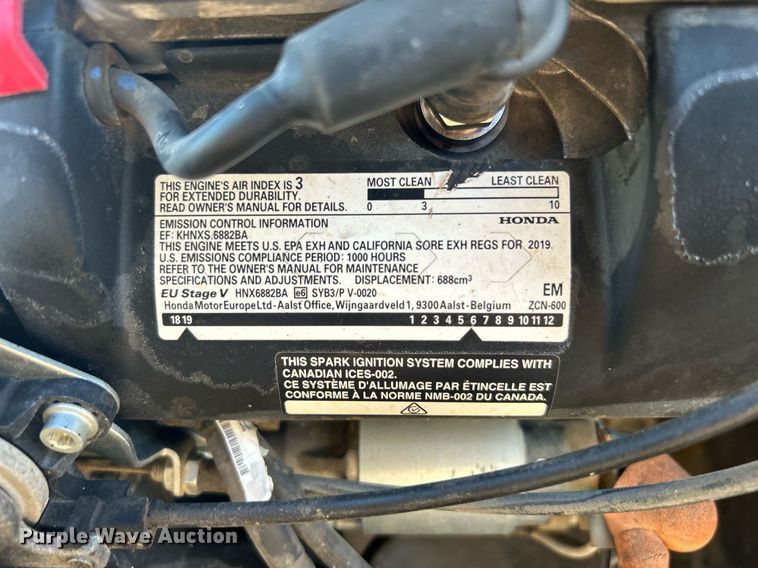 THIS ENGINE'S AIR INDEX IS 3
FOR EXTENDED DURABILITY.
READ OWNER'S MANUAL FOR DETAILS.
MOST CLEAN LEAST CLEAN
0 3 10
EMISSION CONTROL INFORMATION HONDA
EF: KHNXS.6882BA
THIS ENGINE MEETS U.S. EPA EXH AND CALIFORNIA SORE EXH REGS FOR 2019.
U.S. EMISSIONS COMPLIANCE PERIOD: 1000 HOURS
REFER TO THE OWNER'S MANUAL FOR MAINTENANCE
SPECIFICATIONS AND ADJUSTMENTS. DISPLACEMENT: 688cm³ EM
EU Stage V HNX6882BA e6 SYB3/P V-0020
Honda Motor Europe Ltd - Aalst Office, Wijngaardveld 1, 9300 Aalst - Belgium ZCN-600
18 19 1 2 3 4 5 6 7 8 9 10 11 12
THIS SPARK IGNITION SYSTEM COMPLIES WITH
CANADIAN ICES-002.
CE SYSTÈME D'ALLUMAGE PAR ÉTINCELLE EST
CONFORME À LA NORME NMB-002 DU CANADA.
Purple Wave Auction